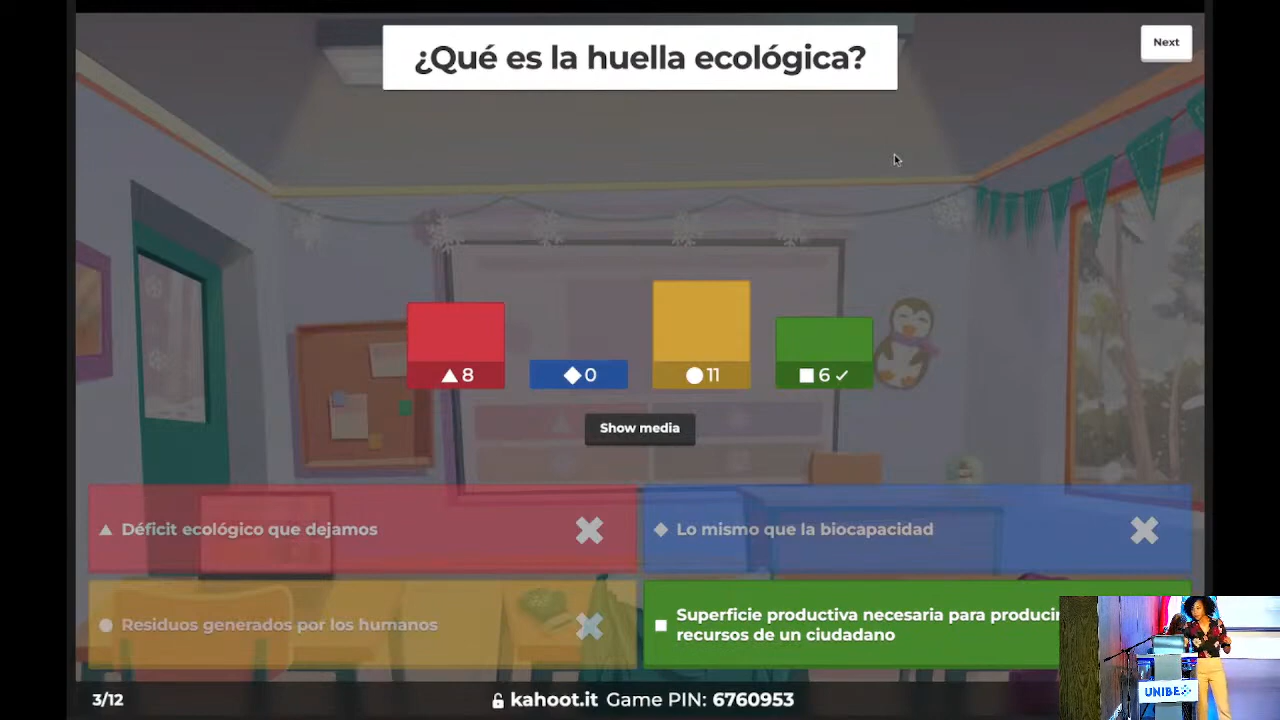 ¿Qué es la huella ecológica?
Next
8
0
11
6
Show media
Déficit ecológico que dejamos
Lo mismo que la biocapacidad
Residuos generados por los humanos
Superficie productiva necesaria para producir
recursos de un ciudadano
3/12
kahoot.it Game PIN: 6760953
UNIBE